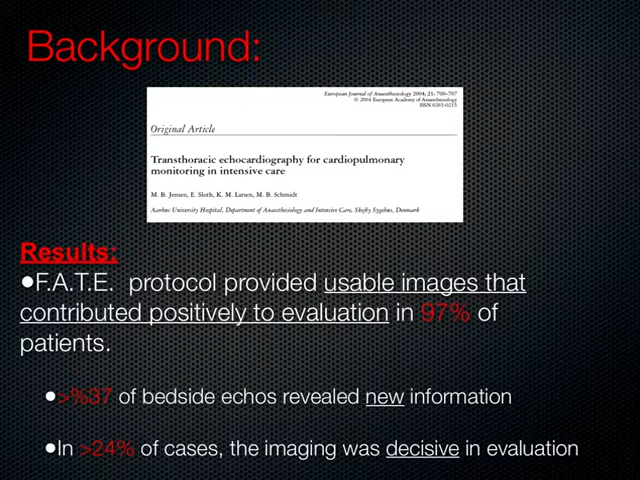 Background:
European Journal of Anaesthesiology 2004; 21: 700–707
© 2004 European Academy of Anaesthesiology
ISSN 0265-0215
Original Article
Transthoracic echocardiography for cardiopulmonary
monitoring in intensive care
M. B. Jensen, E. Sloth, K. M. Larsen, M. B. Schmidt
Aarhus University Hospital, Department of Anaesthesiology and Intensive Care, Skejby Sygehus, Denmark
Results:
●F.A.T.E. protocol provided usable images that
contributed positively to evaluation in 97% of
patients.
●>%37 of bedside echos revealed new information
●In >24% of cases, the imaging was decisive in evaluation